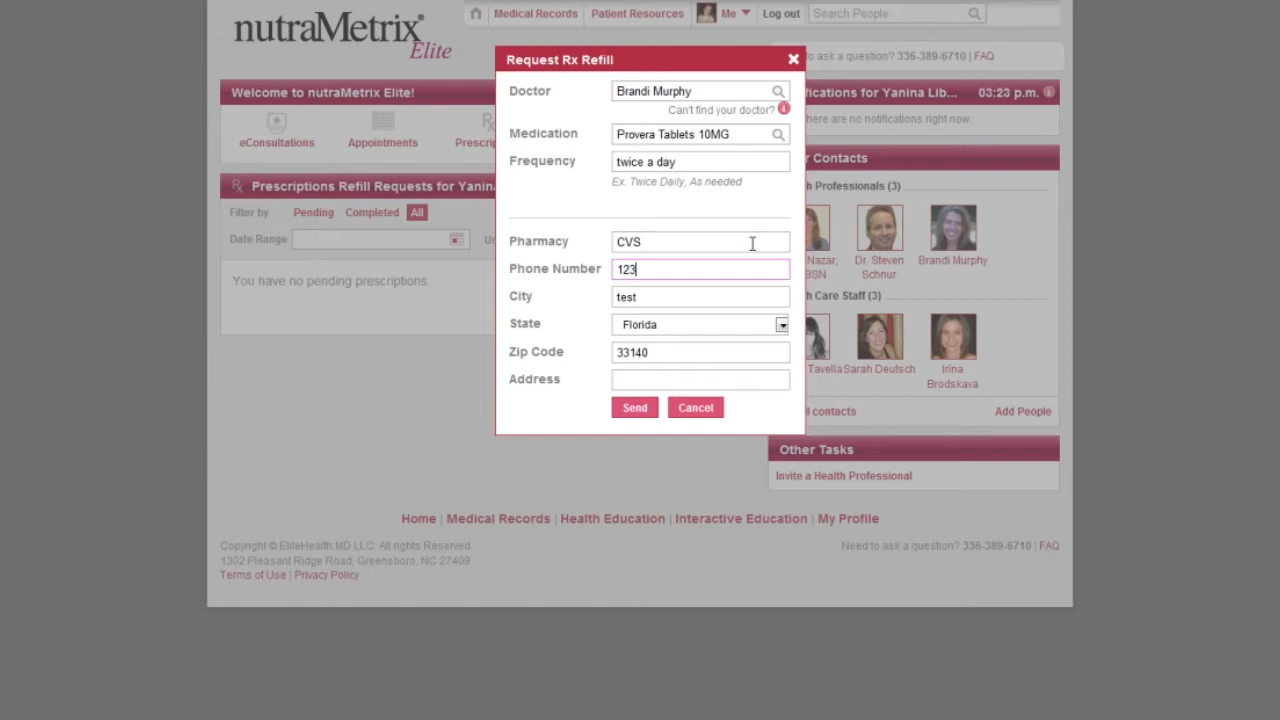 nutraMetrix®
Elite
Medical Records | Patient Resources | Me | Log out
Search People
to ask a question? 336-389-6710 | FAQ
Welcome to nutraMetrix Elite!
eConsultations
Appointments
Prescriptions Refill Requests for Yanina
Filter by Pending Completed All
Date Range
You have no pending prescriptions.
Request Rx Refill
Doctor Brandi Murphy
Can't find your doctor?
Medication Provera Tablets 10MG
Frequency twice a day
Ex. Twice Daily, As needed
Pharmacy CVS
Phone Number 123
City test
State Florida
Zip Code 33140
Address
Send Cancel
Yanina Lib... 03:23 p.m.
here are no notifications right now.
Contacts
Professionals (3)
Nazar, BSN
Dr. Steven Schnur
Brandi Murphy
Care Staff (3)
Tavella
Sarah Deutsch
Irina Brodskaya
contacts
Add People
Other Tasks
Invite a Health Professional
Home | Medical Records | Health Education | Interactive Education | My Profile
Copyright © EliteHealth MD LLC. All rights Reserved
1302 Pleasant Ridge Road, Greensboro, NC 27409
Terms of Use | Privacy Policy
Need to ask a question? 336-389-6710 | FAQ